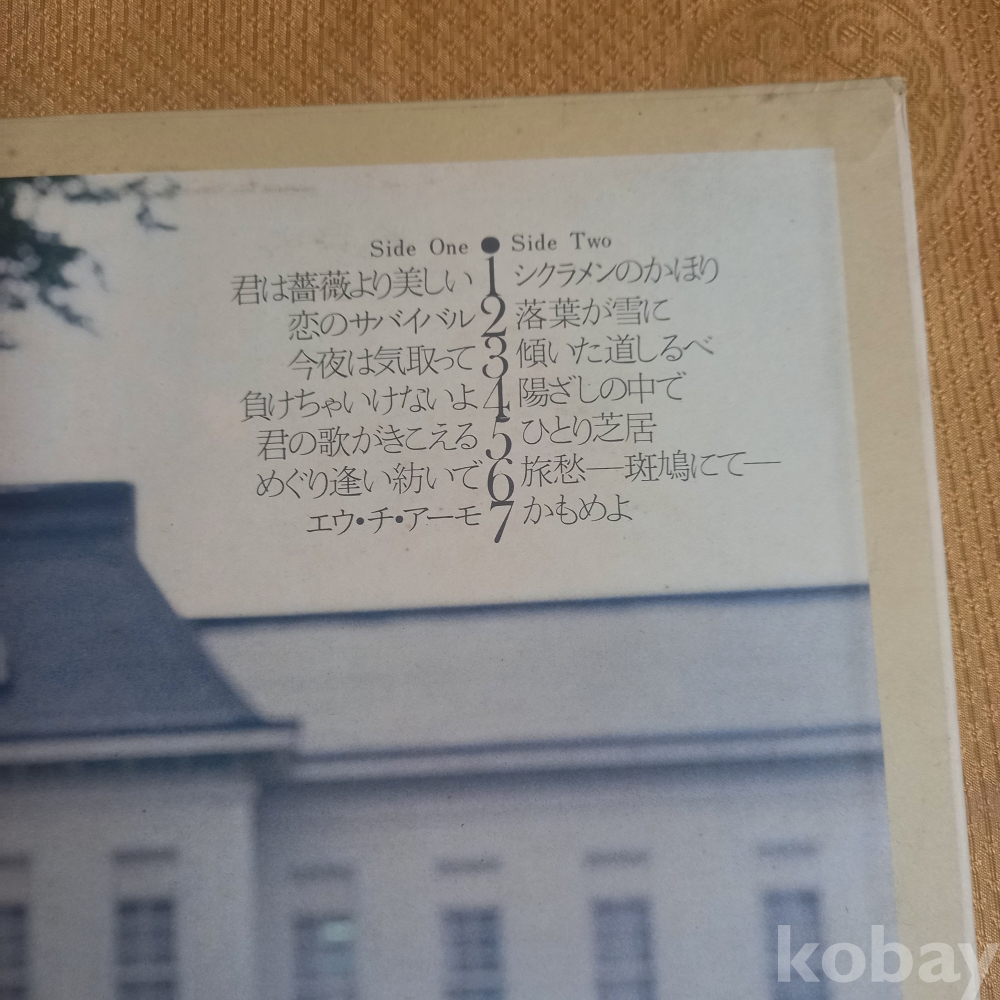 Side One ● Side Two
君は薔薇より美しい 1 シクラメンのかほり
恋のサバイバル 2 落葉が雪に
今夜は気取って 3 傾いた道しるべ
負けちゃいけないよ 4 陽ざしの中で
君の歌がきこえる 5 ひとり芝居
めぐり逢い紡いで 6 旅愁―斑鳩にて―
エウ・チ・アーモ 7 かもめよ
kobay